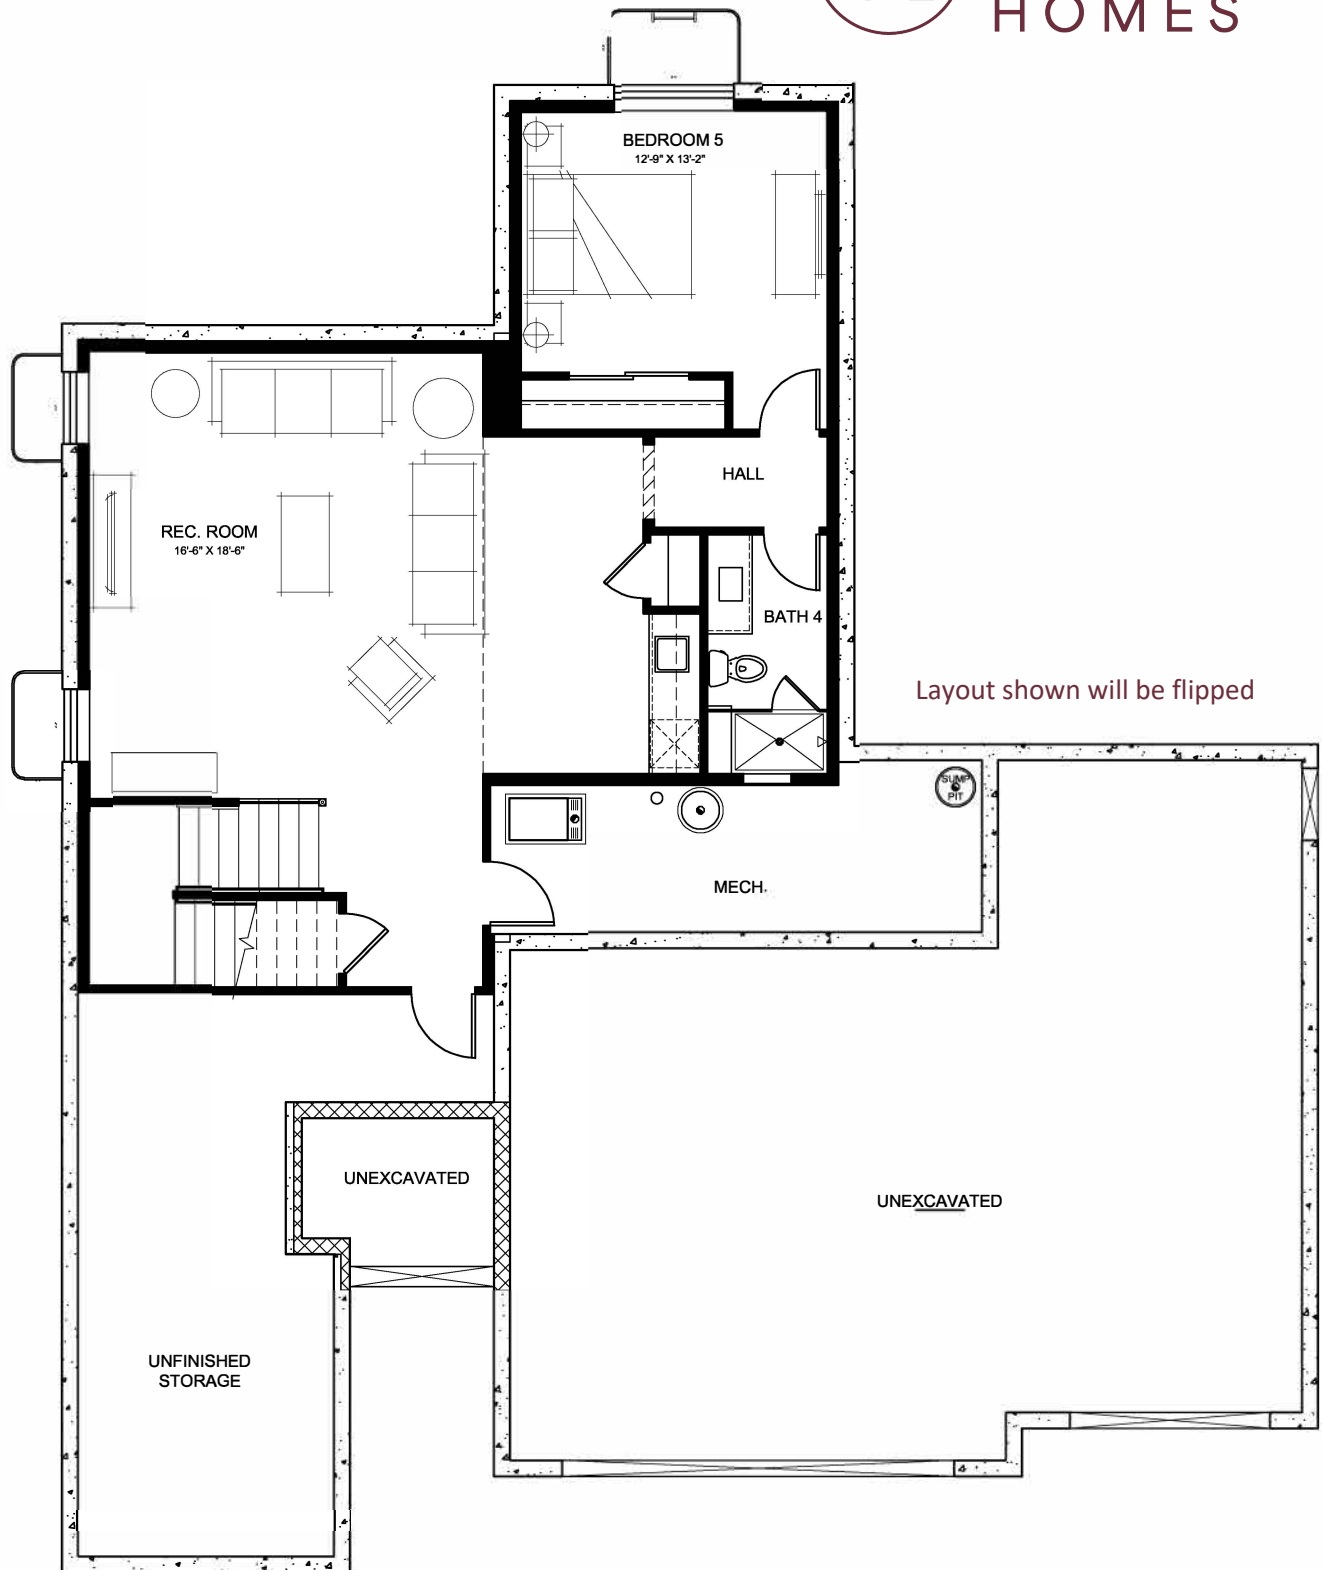 HOMES
BEDROOM 5
12'-9" X 13'-2"
HALL
REC. ROOM
16'-6" X 18'-6"
BATH 4
Layout shown will be flipped
SUMP
PIT
MECH.
UNEXCAVATED
UNEXCAVATED
UNFINISHED
STORAGE